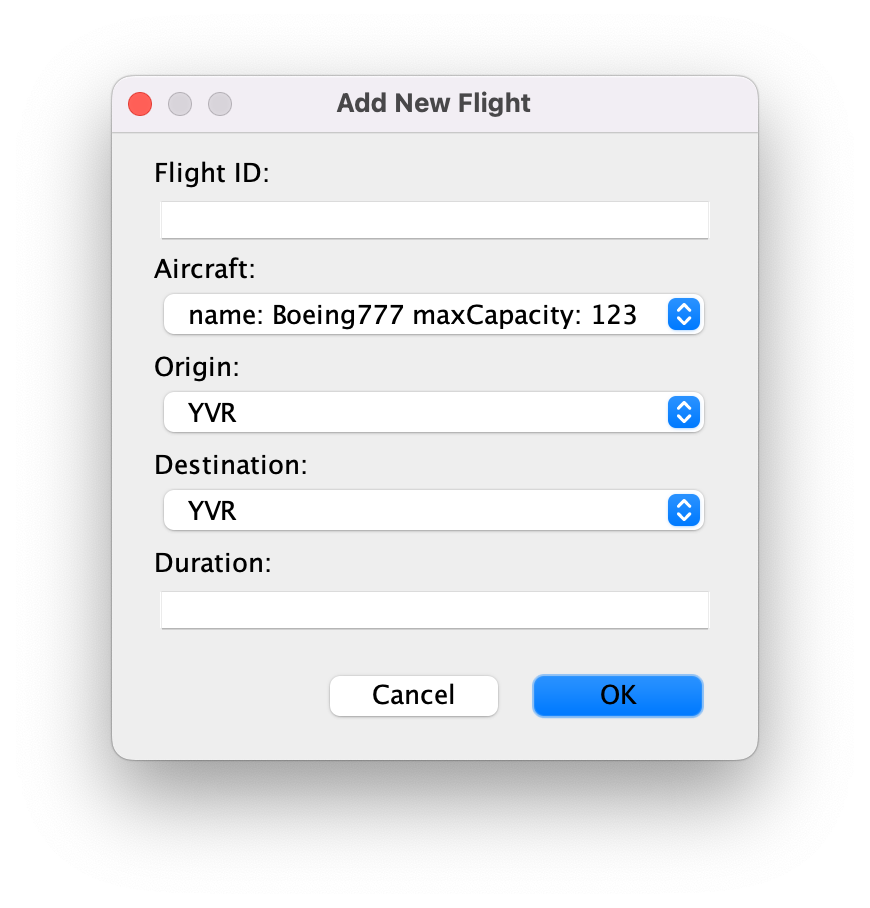 Add New Flight
Flight ID:
Aircraft:
name: Boeing777 maxCapacity: 123
Origin:
YVR
Destination:
YVR
Duration:
Cancel OK